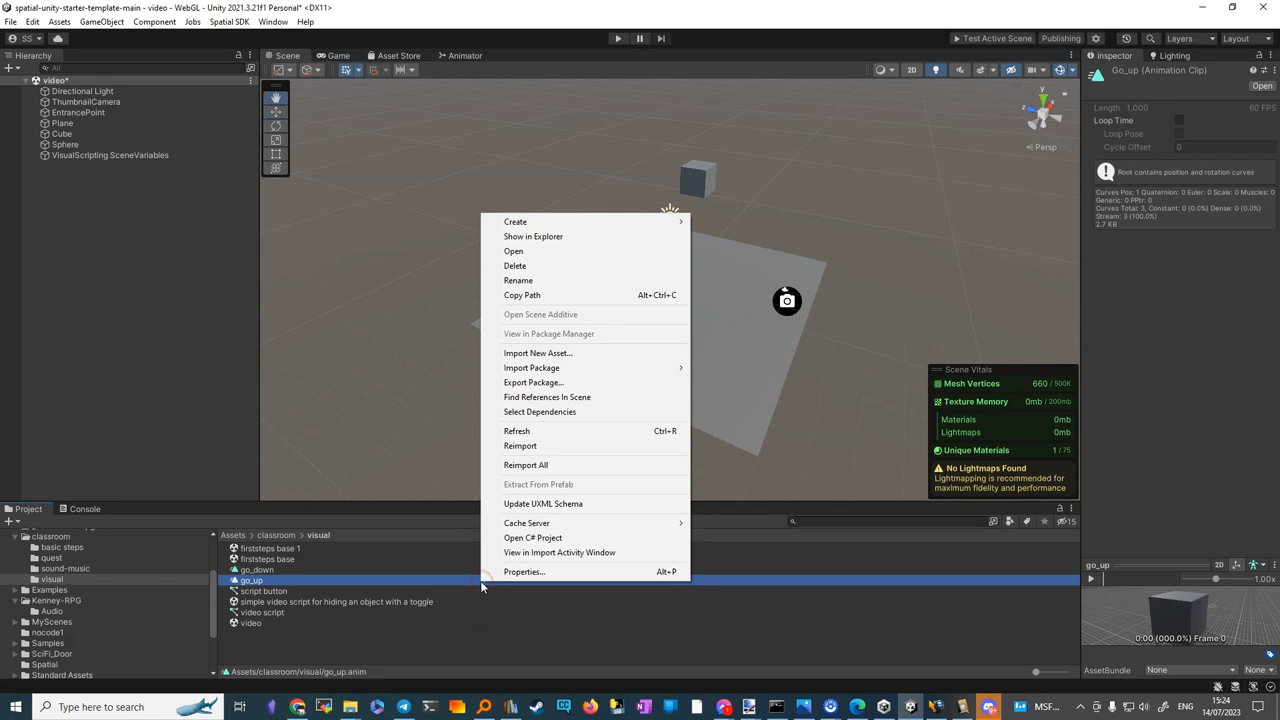 spatial-unity-starter-template-main - video - WebGL - Unity 2021.3.21f1 Personal* <DX11>
File Edit Assets GameObject Component Jobs Spatial SDK Window Help
SS
Test Active Scene Publishing Layers Layout
Hierarchy
Scene Game Asset Store Animator
Inspector Lighting
All
2D
Go_up (Animation Clip)
Open
video*
Directional Light
ThumbnailCamera
EntrancePoint
Plane
Cube
Sphere
VisualScripting SceneVariables
y
x
z
Persp
Length 1.000 60 FPS
Loop Time
Loop Pose
Cycle Offset 0
Root contains position and rotation curves
Curves Pos: 1 Quaternion: 0 Euler: 0 Scale: 0 Muscles: 0
Generic: 0 PPtr: 0
Curves Total: 3, Constant: 0 (0.0%) Dense: 0 (0.0%)
Stream: 3 (100.0%)
2.7 KB
Create
Show in Explorer
Open
Delete
Rename
Copy Path Alt+Ctrl+C
Open Scene Additive
View in Package Manager
Import New Asset...
Import Package
Export Package...
Find References In Scene
Select Dependencies
Refresh Ctrl+R
Reimport
Reimport All
Extract From Prefab
Update UXML Schema
Cache Server
Open C# Project
View in Import Activity Window
Properties... Alt+P
Scene Vitals
Mesh Vertices 660 / 500K
Texture Memory 0mb / 200mb
Materials 0mb
Lightmaps 0mb
Unique Materials 1 / 75
No Lightmaps Found
Lightmapping is recommended for
maximum fidelity and performance
Project Console
15
classroom
basic steps
quest
sound-music
visual
Examples
Kenney-RPG
Audio
MyScenes
nocode1
Samples
SciFi_Door
Spatial
Standard Assets
Assets classroom visual
firststeps base 1
firststeps base
go_down
go_up
script button
simple video script for hiding an object with a toggle
video script
video
Assets/classroom/visual/go_up.anim
go_up 2D
1.00x
0:00 (000.0%) Frame 0
AssetBundle None None
Type here to search
MSF...
15:24
14/07/2023